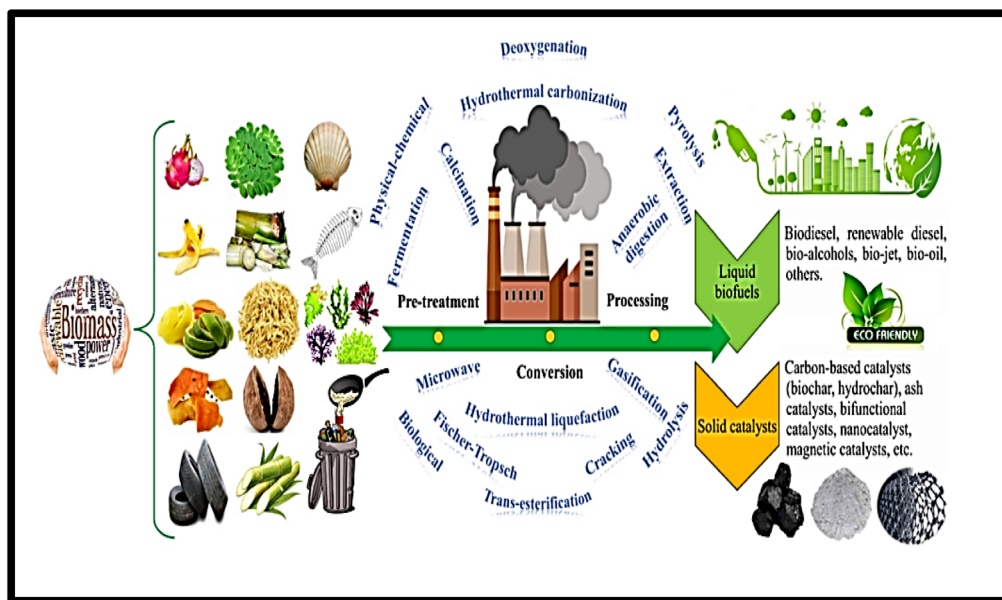 Deoxygenation
Hydrothermal carbonization
Physical-chemical
Calcination
Fermentation
Pyrolysis
Extraction
Anaerobic
digestion
Biomass
power
wood
Pre-treatment
Processing
Conversion
Microwave
Biological
Fischer-Tropsch
Hydrothermal liquefaction
Trans-esterification
Gasification
Cracking
Hydrolysis
Liquid
biofuels
Biodiesel, renewable diesel,
bio-alcohols, bio-jet, bio-oil,
others.
ECO FRIENDLY
Solid catalysts
Carbon-based catalysts
(biochar, hydrochar), ash
catalysts, bifunctional
catalysts, nanocatalyst,
magnetic catalysts, etc.